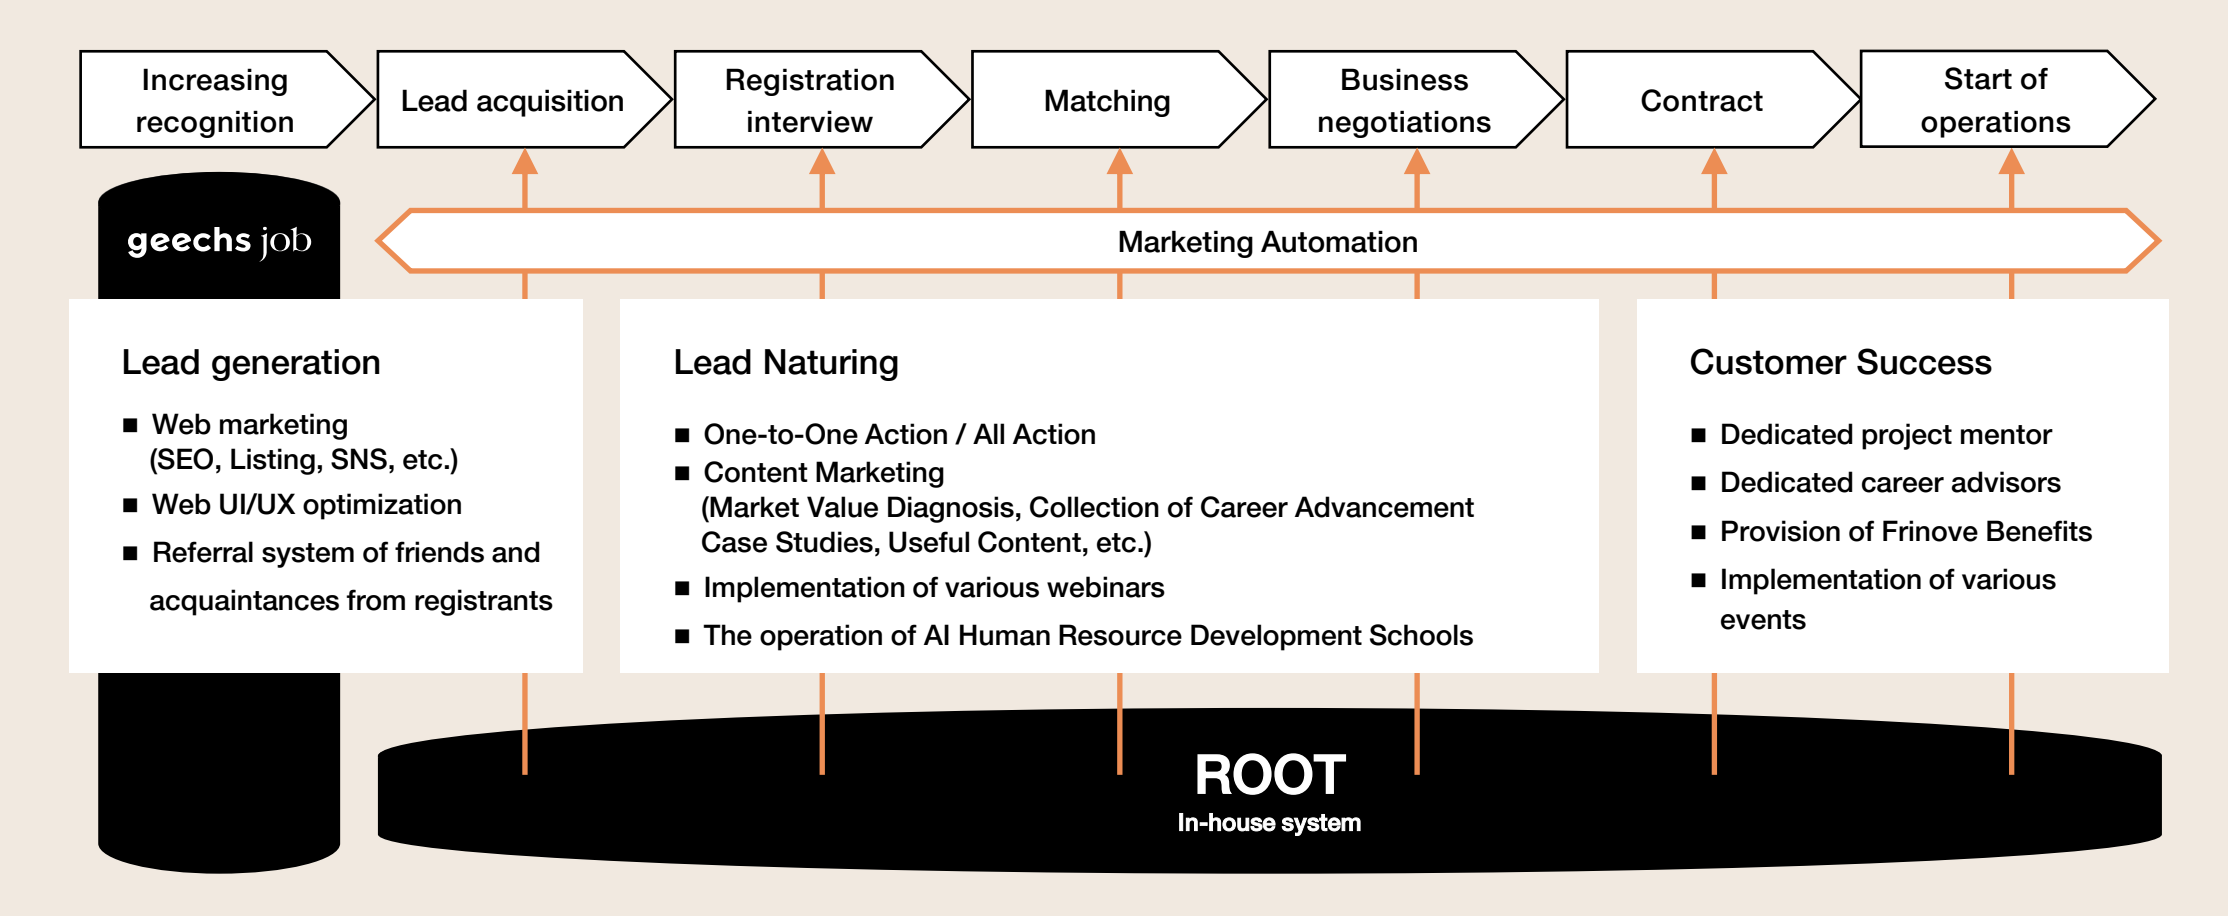 Increasing
recognition
Lead acquisition
Registration
interview
Matching
Business
negotiations
Contract
Start of
operations
geechs job
Marketing Automation
Lead generation
■ Web marketing
(SEO, Listing, SNS, etc.)
■ Web UI/UX optimization
■ Referral system of friends and
acquaintances from registrants
Lead Naturing
■ One-to-One Action / All Action
■ Content Marketing
(Market Value Diagnosis, Collection of Career Advancement
Case Studies, Useful Content, etc.)
■ Implementation of various webinars
■ The operation of AI Human Resource Development Schools
Customer Success
■ Dedicated project mentor
■ Dedicated career advisors
■ Provision of Frinove Benefits
■ Implementation of various
events
ROOT
In-house system